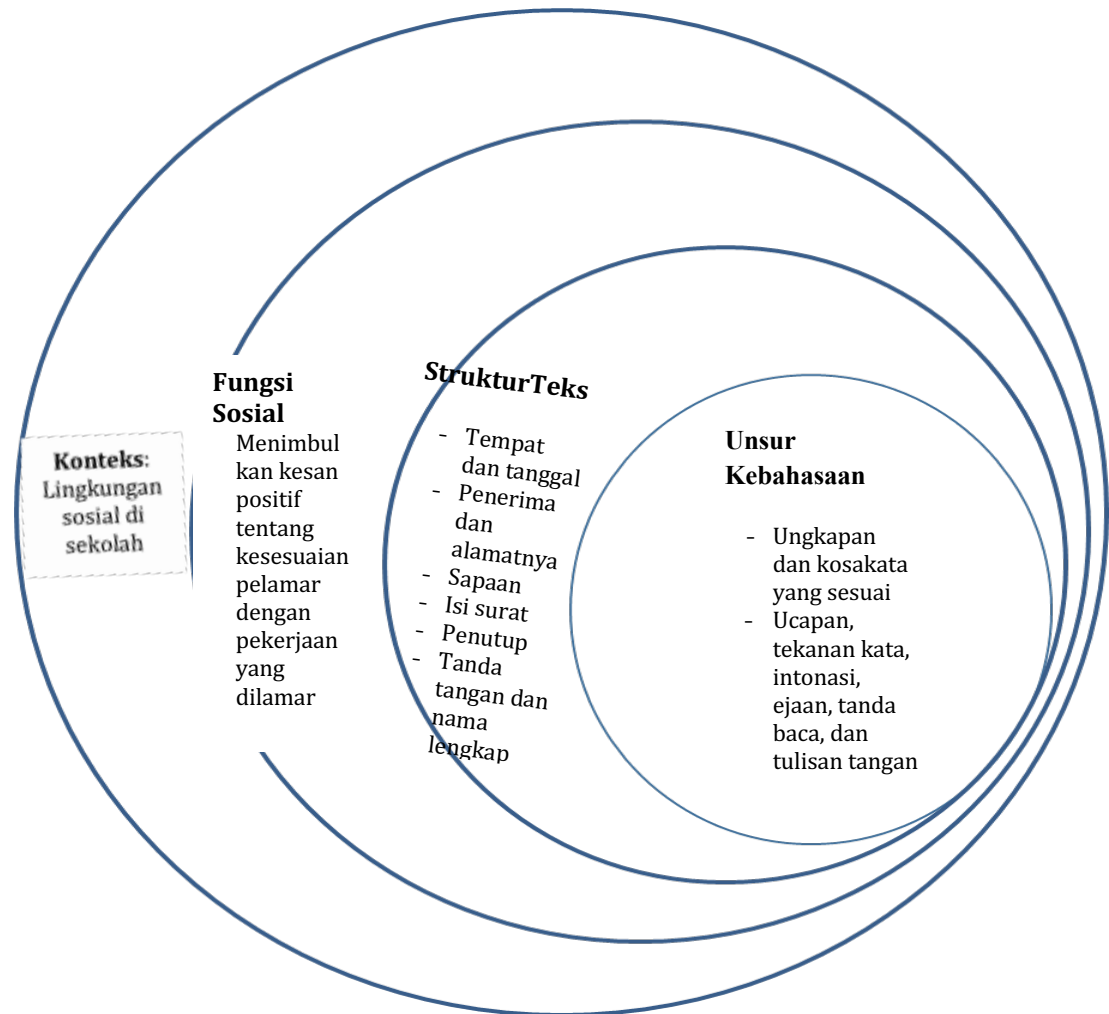 Konteks:
Lingkungan
sosial di
sekolah
Fungsi
Sosial
Menimbul
kan kesan
positif
tentang
kesesuaian
pelamar
dengan
pekerjaan
yang
dilamar
StrukturTeks
- Tempat
dan tanggal
- Penerima
dan
alamatnya
- Sapaan
- Isi surat
- Penutup
- Tanda
tangan dan
nama
lengkap
Unsur
Kebahasaan
- Ungkapan
dan kosakata
yang sesuai
- Ucapan,
tekanan kata,
intonasi,
ejaan, tanda
baca, dan
tulisan tangan